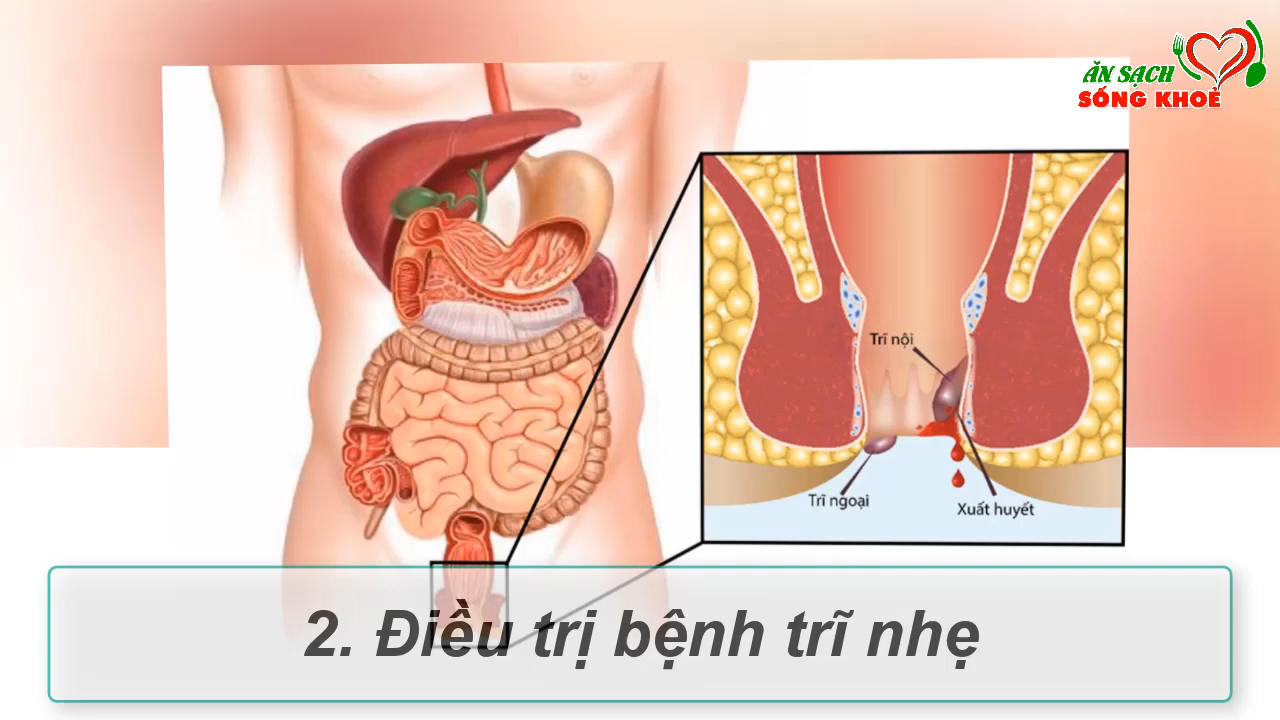 ĂN SẠCH
SỐNG KHOẺ
Trĩ nội
Trĩ ngoại
Xuất huyết
2. Điều trị bệnh trĩ nhẹ